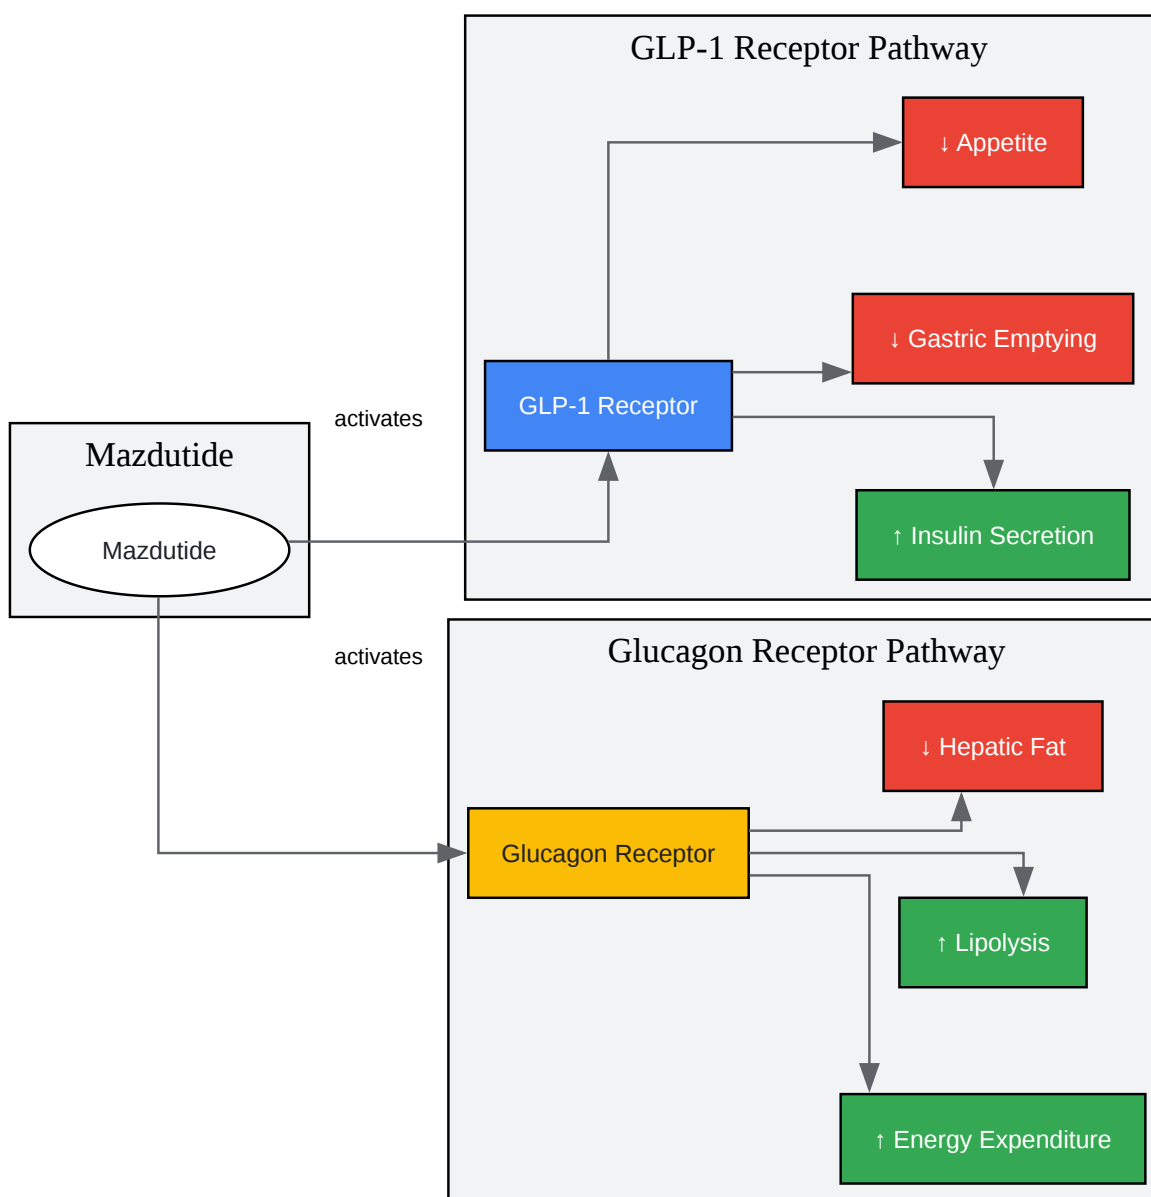 GLP-1 Receptor Pathway
↓ Appetite
↓ Gastric Emptying
GLP-1 Receptor
activates
Mazdutide
Mazdutide
↑ Insulin Secretion
activates
Glucagon Receptor Pathway
↓ Hepatic Fat
Glucagon Receptor
↑ Lipolysis
↑ Energy Expenditure